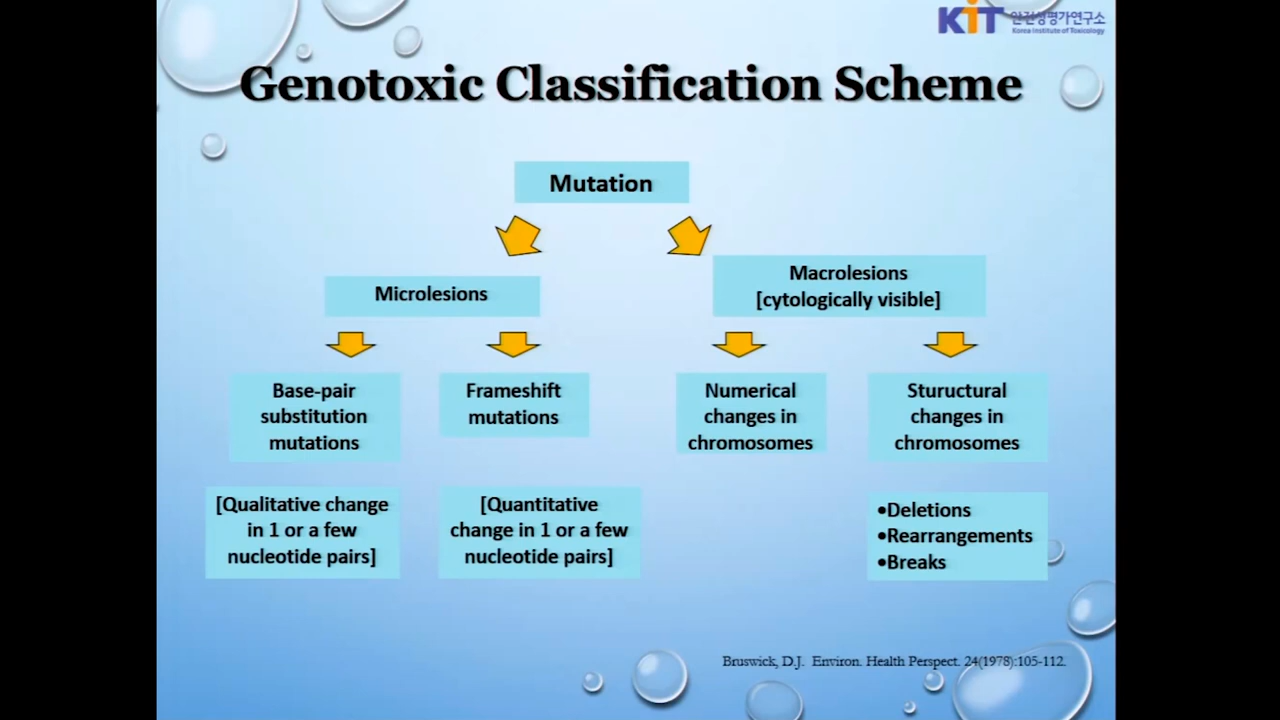 KIT 안전성평가연구소
Korea Institute of Toxicology
Genotoxic Classification Scheme
Mutation
Microlesions
Macrolesions
[cytologically visible]
Base-pair
substitution
mutations
Frameshift
mutations
Numerical
changes in
chromosomes
Stuructural
changes in
chromosomes
[Qualitative change
in 1 or a few
nucleotide pairs]
[Quantitative
change in 1 or a few
nucleotide pairs]
•Deletions
•Rearrangements
•Breaks
Bruswick, D.J. Environ. Health Perspect. 24(1978):105-112.